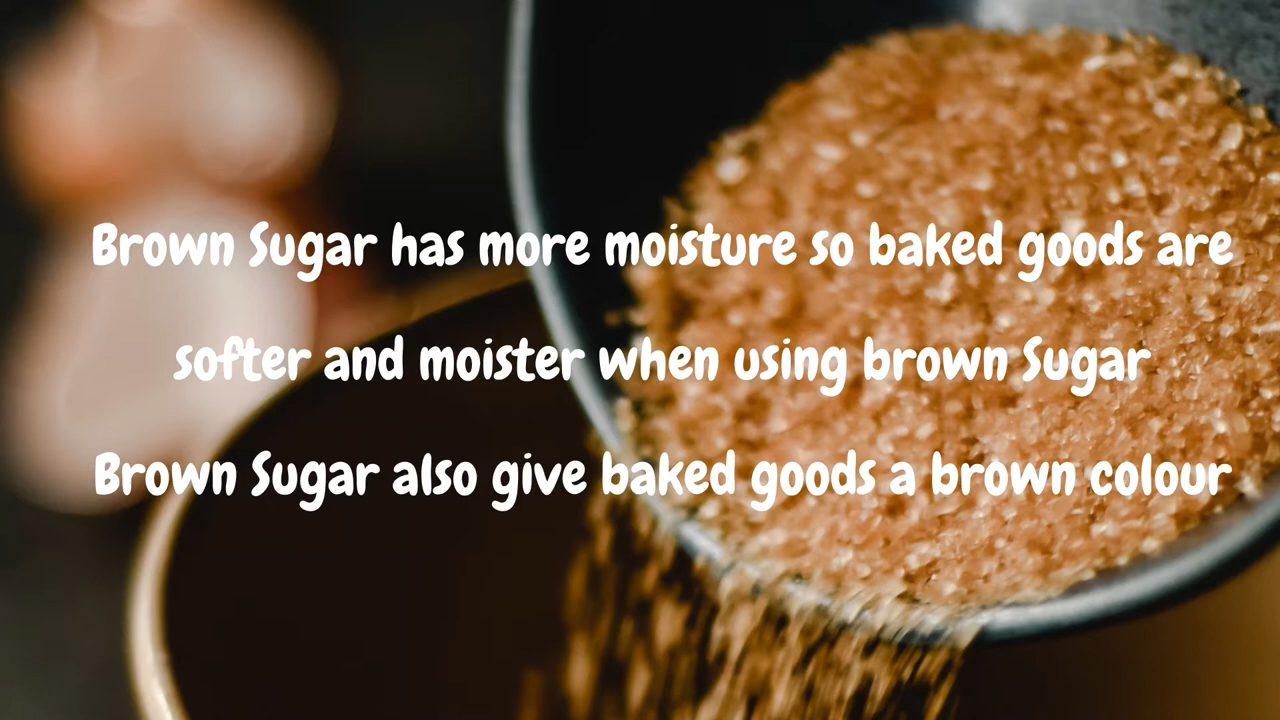 Brown Sugar has more moisture so baked goods are
softer and moister when using brown Sugar
Brown Sugar also give baked goods a brown colour